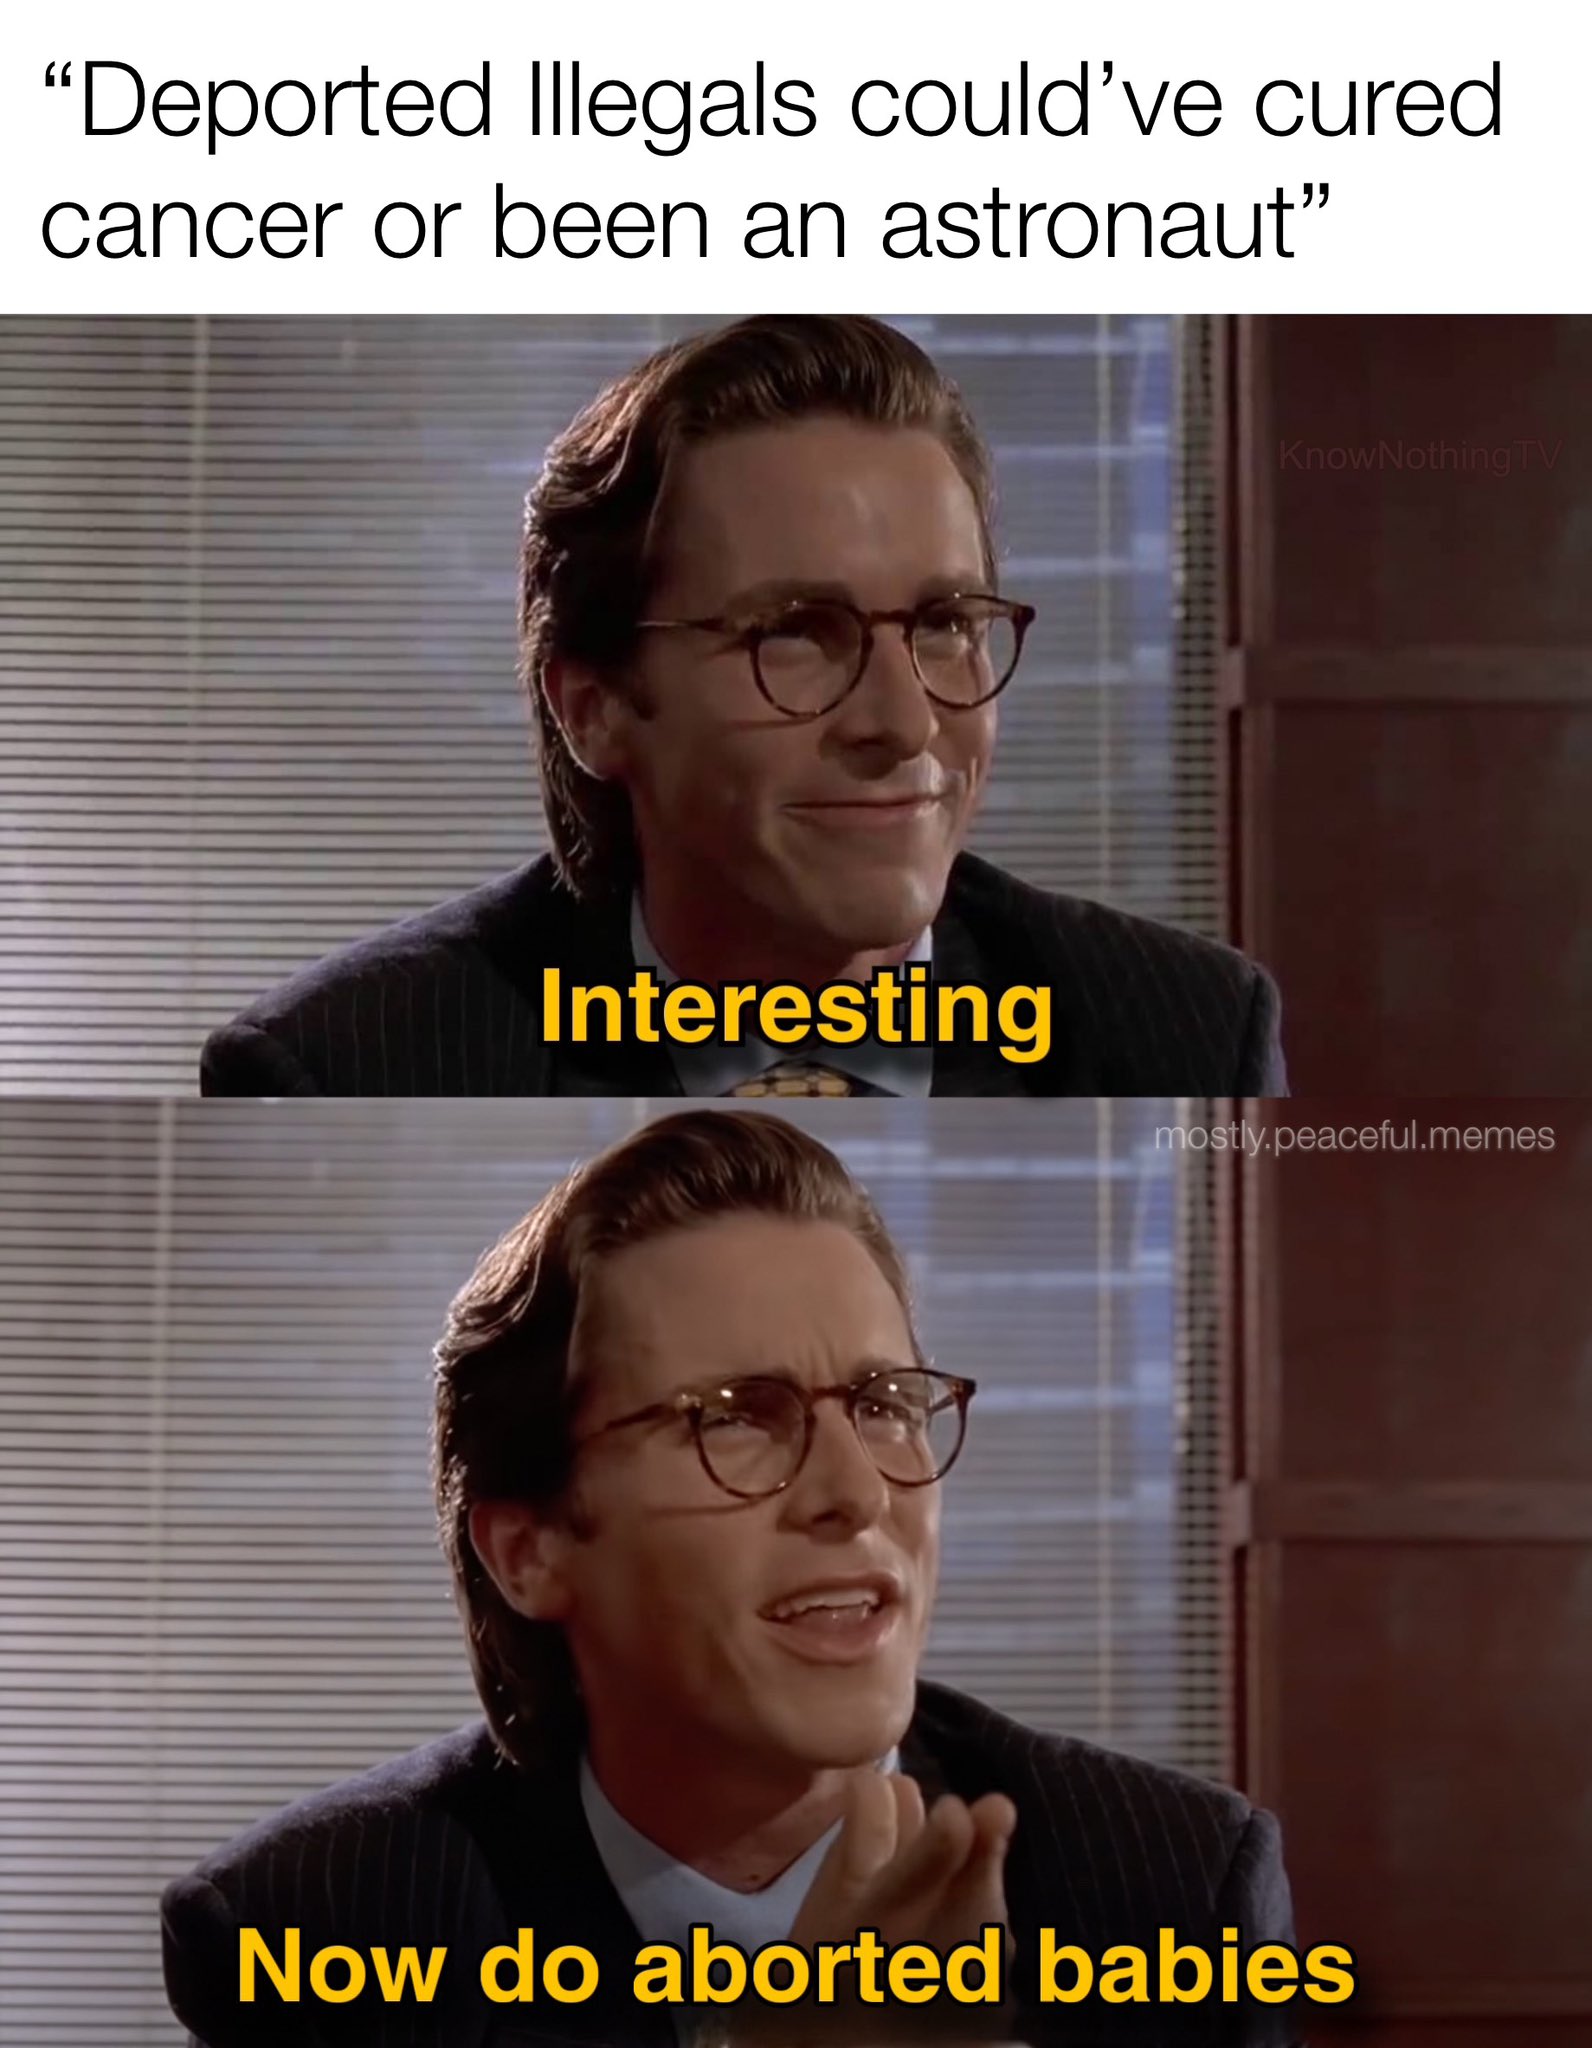 “Deported Illegals could’ve cured
cancer or been an astronaut”
KnowNothingTV
Interesting
mostly.peaceful.memes
Now do aborted babies